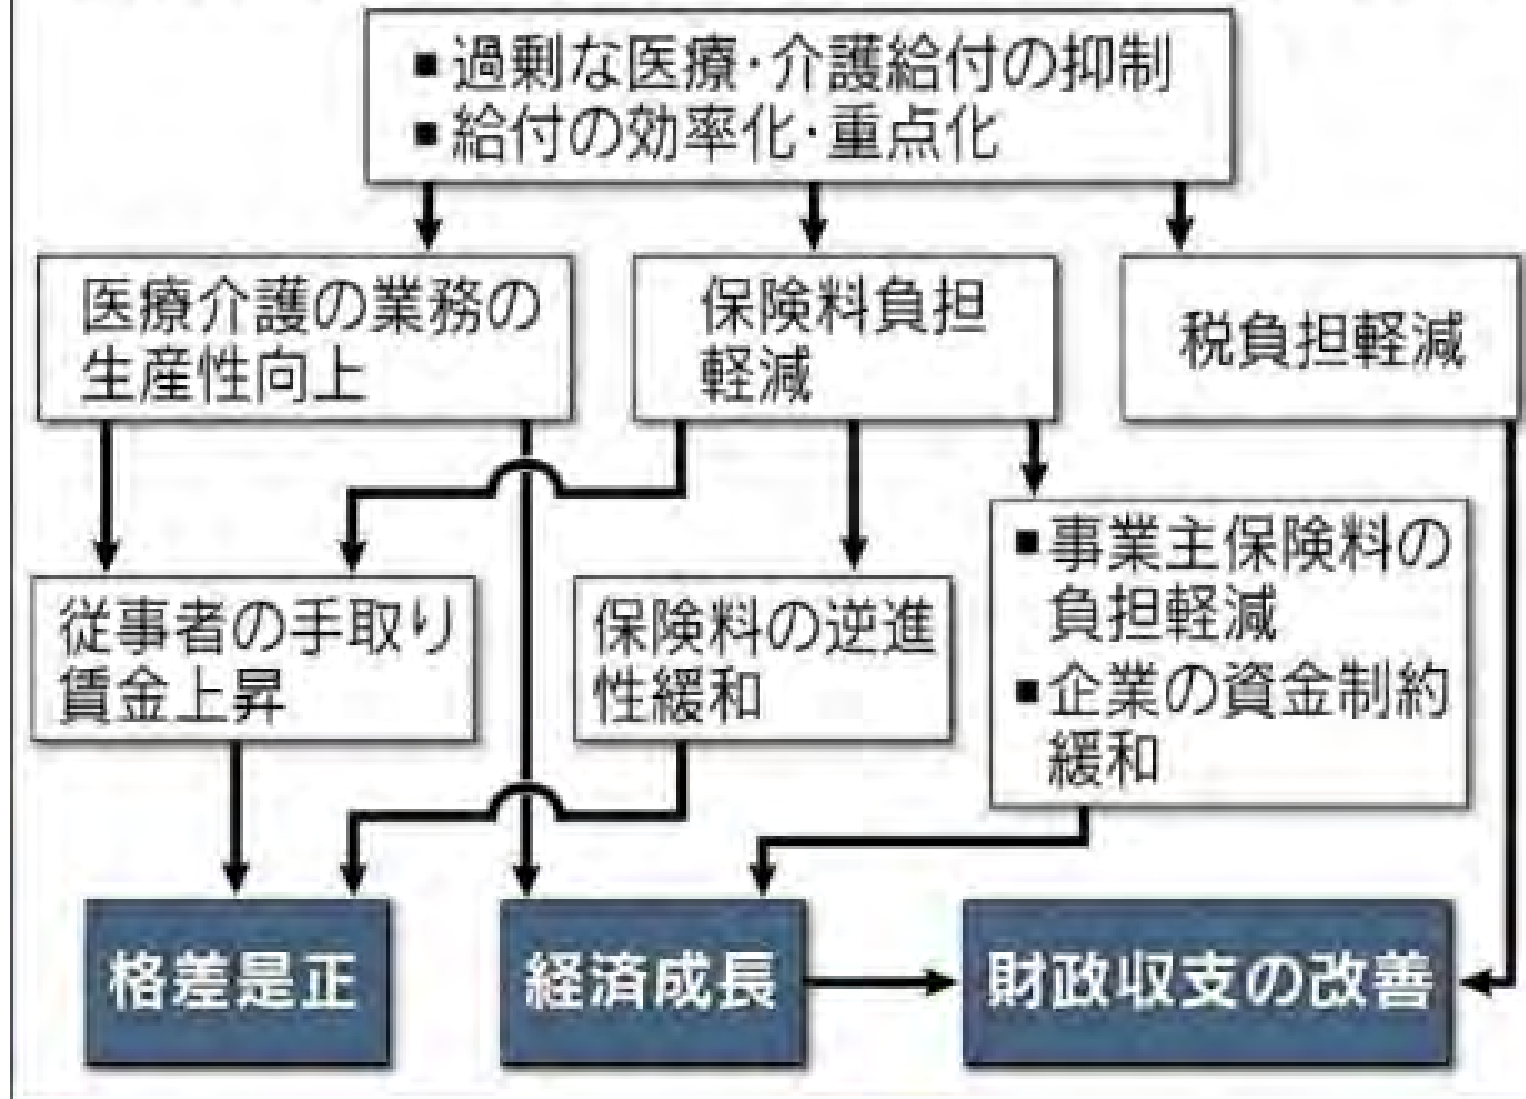 ■過剰な医療・介護給付の抑制
■給付の効率化・重点化
医療介護の業務の
生産性向上
保険料負担
軽減
税負担軽減
従事者の手取り
賃金上昇
保険料の逆進
性緩和
■事業主保険料の
負担軽減
■企業の資金制約
緩和
格差是正
経済成長
財政収支の改善